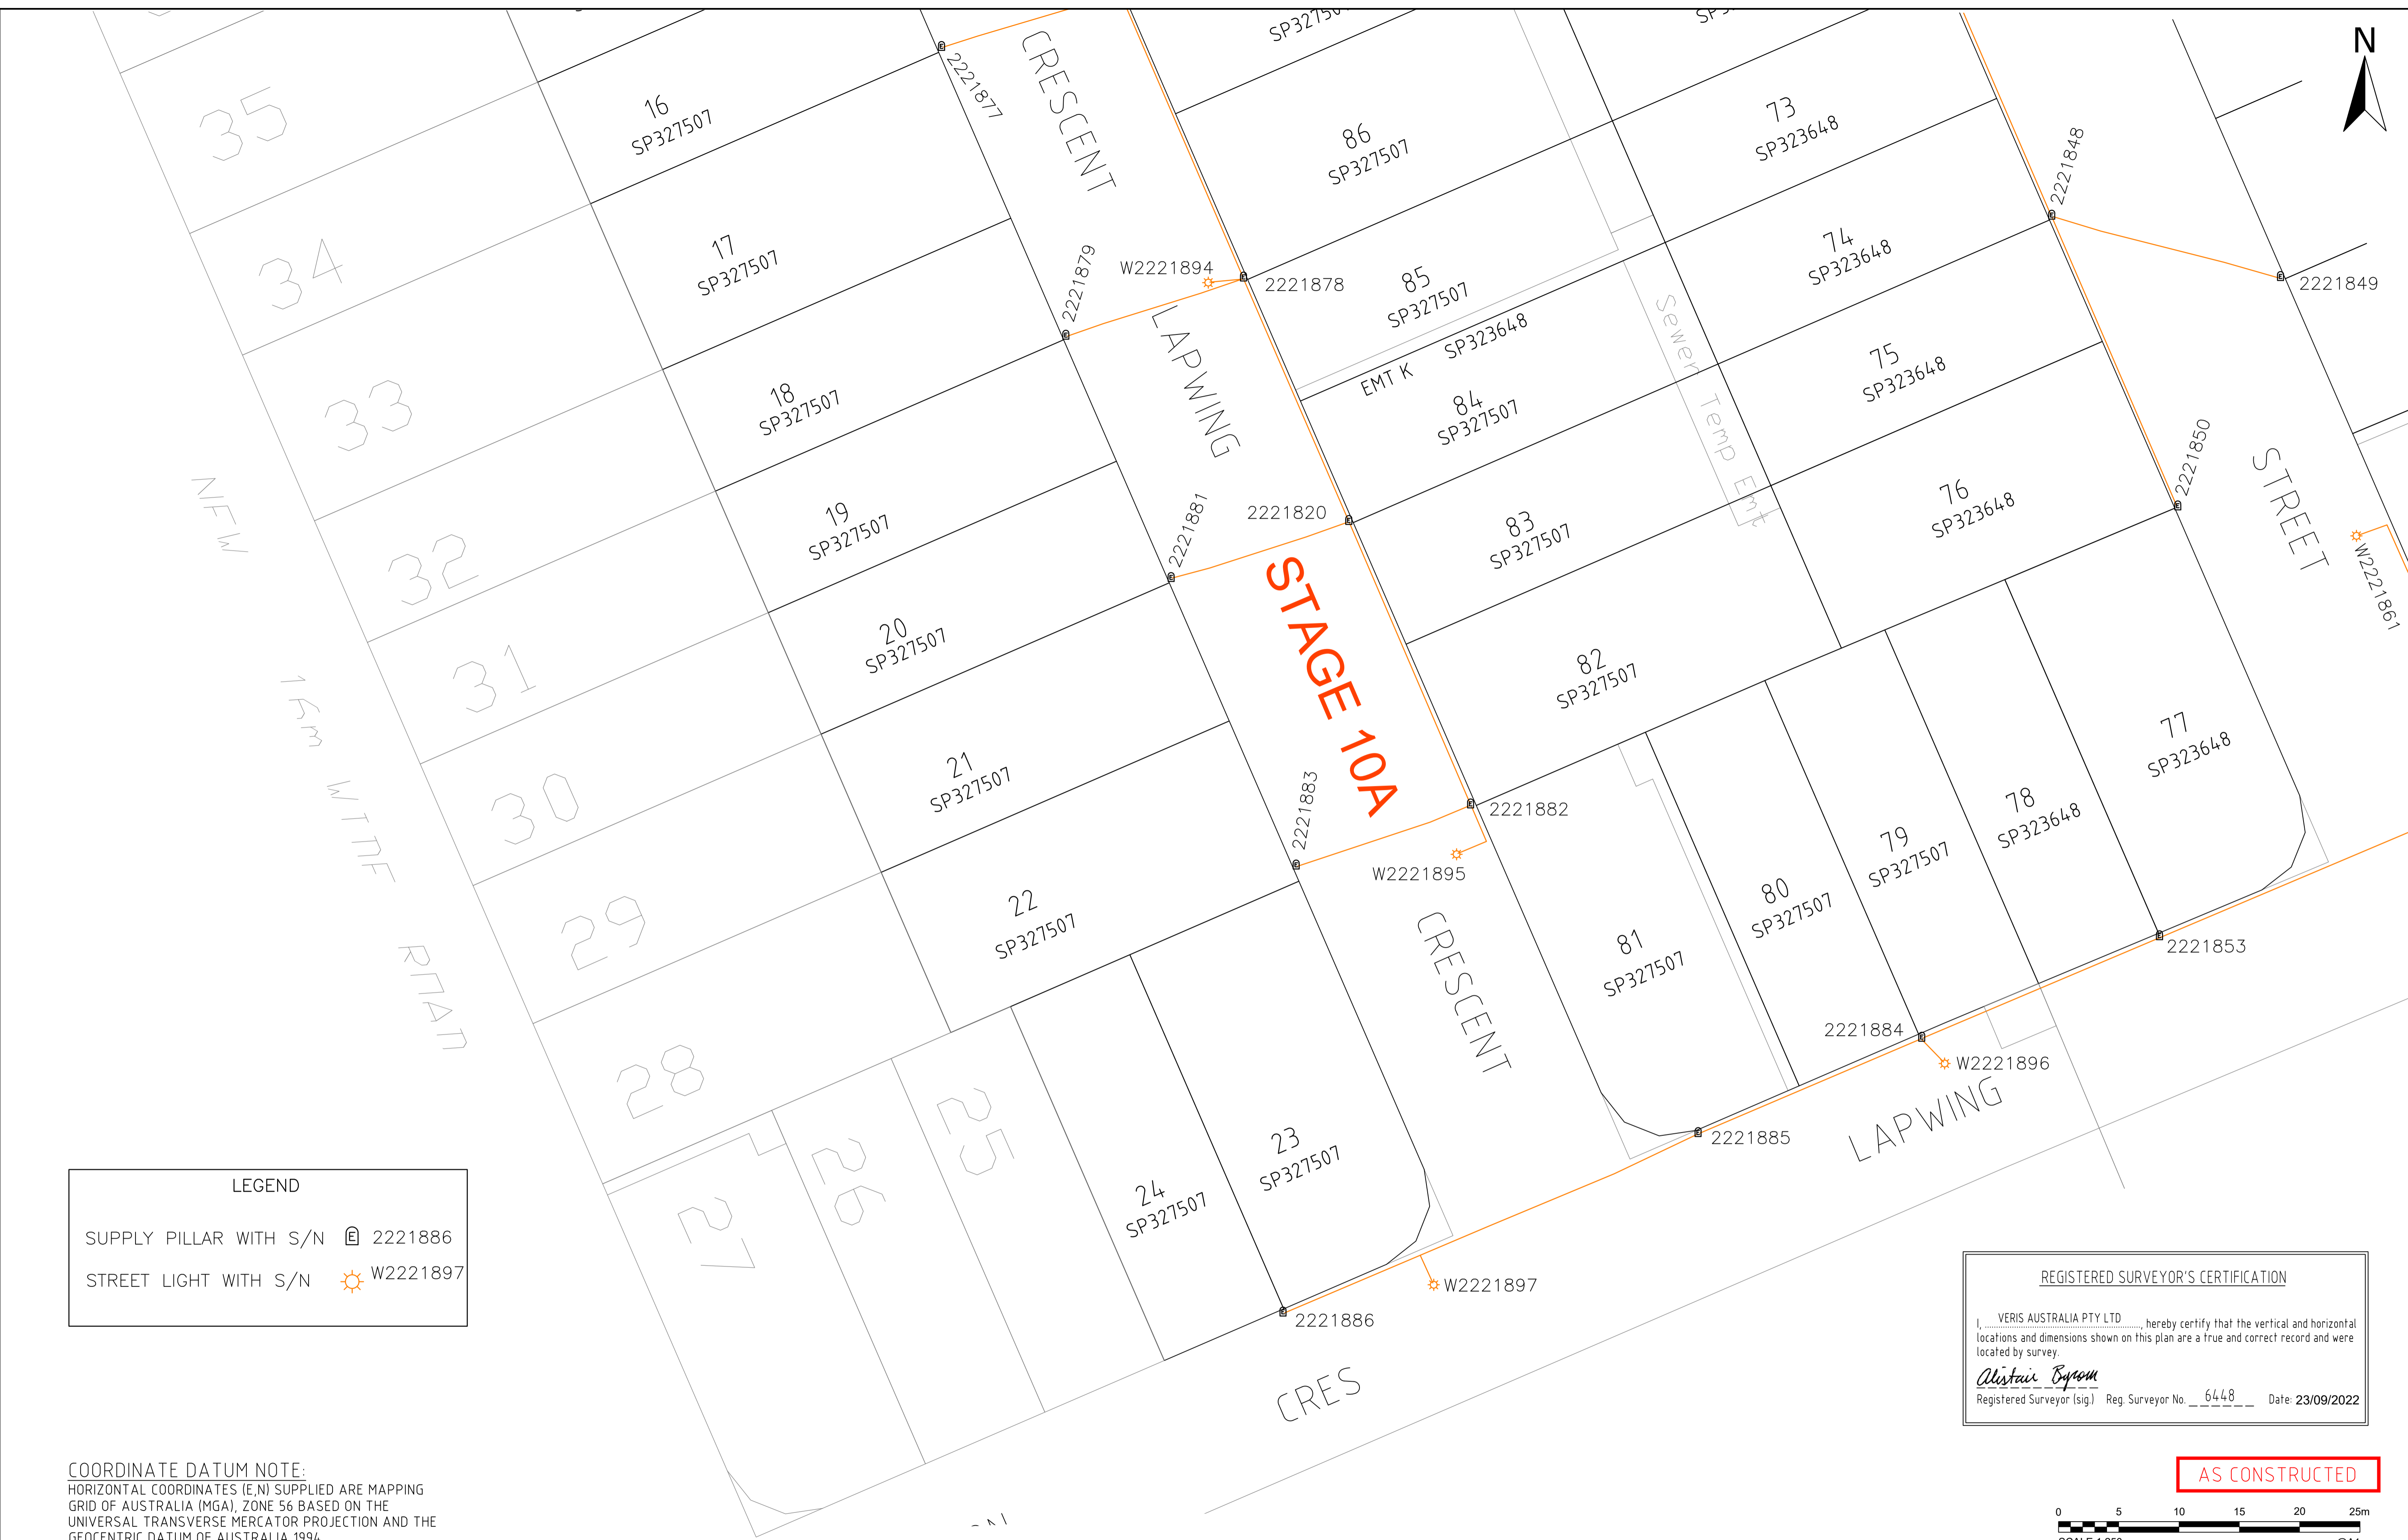 N
35
34
33
32
31
30
29
28
27
26
25
NEW
16
SP327507
17
SP327507
18
SP327507
19
SP327507
20
SP327507
21
SP327507
22
SP327507
23
SP327507
24
SP327507
2221877
CRESCENT
2221879
W2221894
2221878
LAPWING
2221881
2221820
STAGE 10A
2221883
2221882
W2221895
CRESCENT
SP327507
86
SP327507
85
SP327507
EMT K SP323648
84
SP327507
83
SP327507
82
SP327507
81
SP327507
80
SP327507
79
SP327507
78
SP323648
77
SP323648
73
SP323648
74
SP323648
75
SP323648
76
SP323648
Sewer Temp Emt
2221848
2221849
2221850
STREET
W2221861
2221853
2221884
W2221896
2221885
LAPWING
W2221897
2221886
CRES
LEGEND
SUPPLY PILLAR WITH S/N E 2221886
STREET LIGHT WITH S/N W2221897
COORDINATE DATUM NOTE:
HORIZONTAL COORDINATES (E,N) SUPPLIED ARE MAPPING
GRID OF AUSTRALIA (MGA), ZONE 56 BASED ON THE
UNIVERSAL TRANSVERSE MERCATOR PROJECTION AND THE
GEOCENTRIC DATUM OF AUSTRALIA 1994
REGISTERED SURVEYOR'S CERTIFICATION
I, VERIS AUSTRALIA PTY LTD, hereby certify that the vertical and horizontal
locations and dimensions shown on this plan are a true and correct record and were
located by survey.
Alistair Byrom
Registered Surveyor (sig.) Reg. Surveyor No. 6448 Date: 23/09/2022
AS CONSTRUCTED
0 5 10 15 20 25m